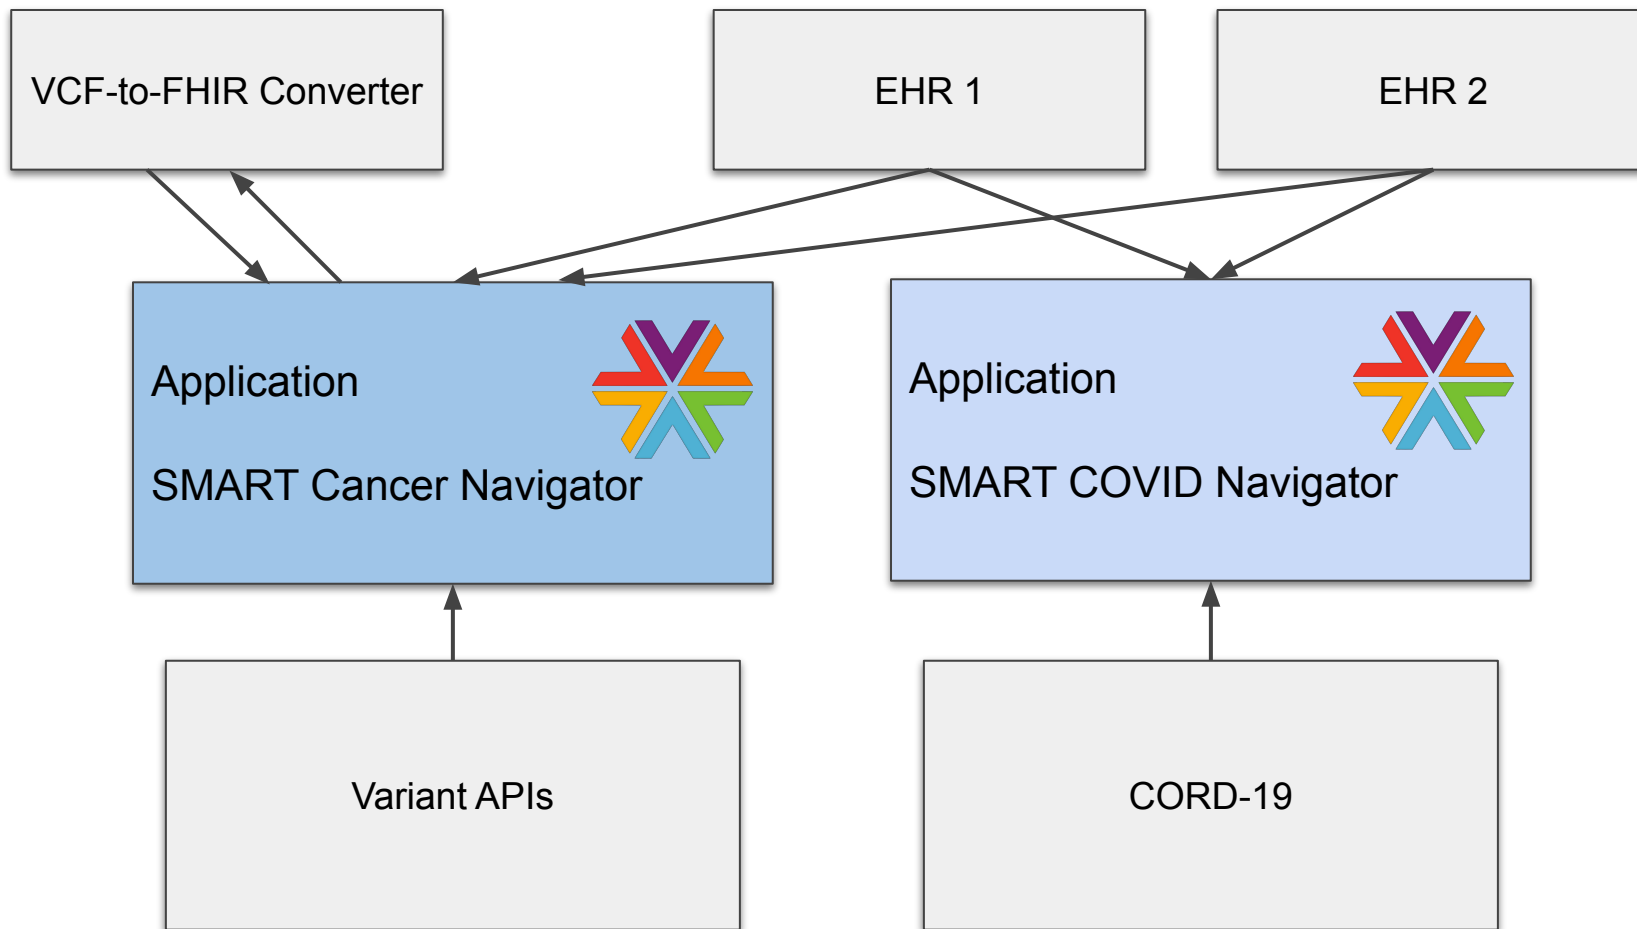 VCF-to-FHIR Converter
EHR 1
EHR 2
Application
SMART Cancer Navigator
Application
SMART COVID Navigator
Variant APIs
CORD-19